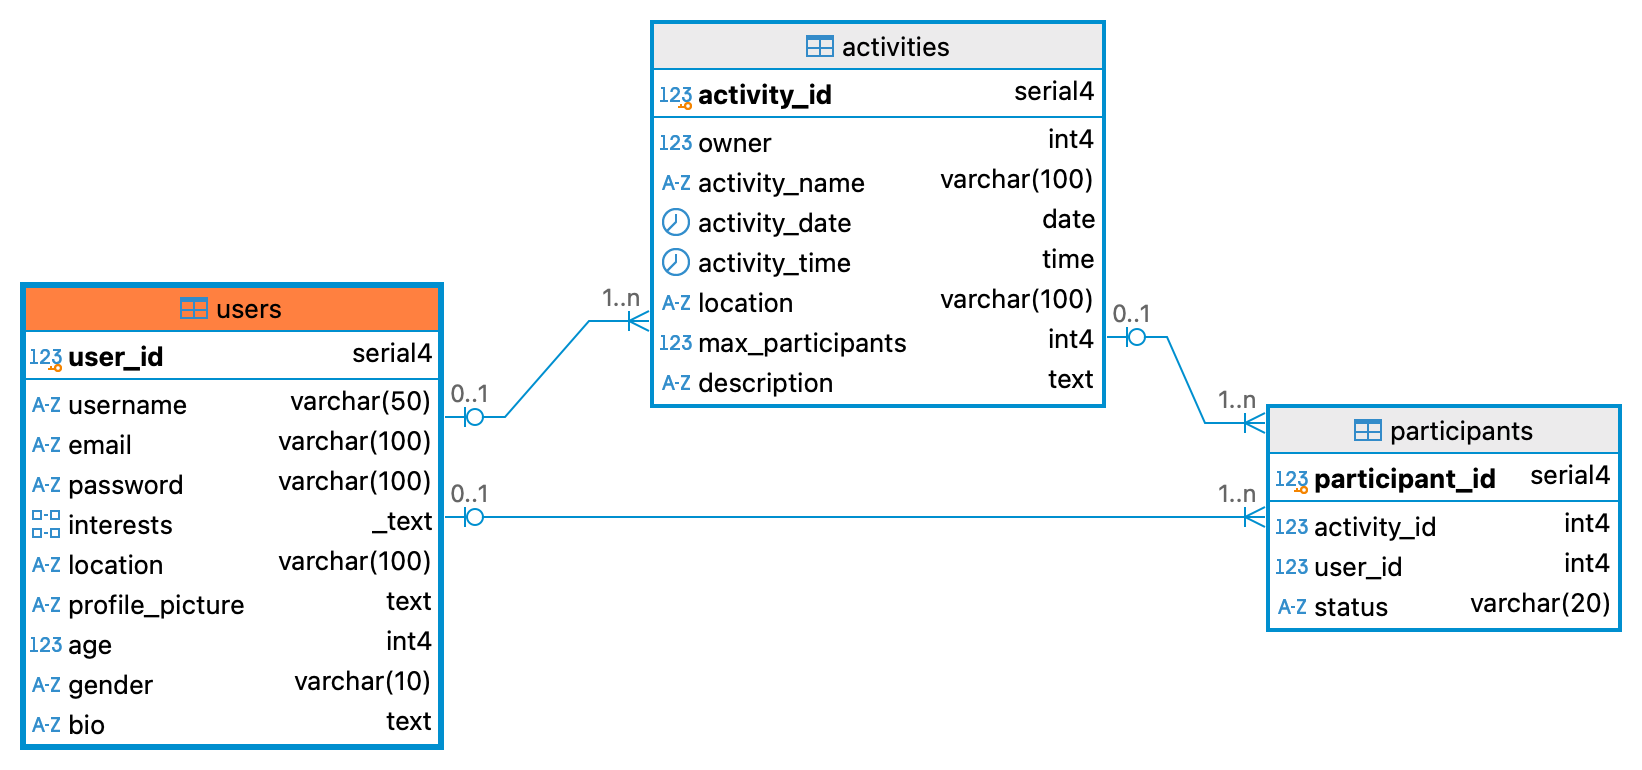 activities
123 activity_id serial4
123 owner int4
A-Z activity_name varchar(100)
activity_date date
activity_time time
A-Z location varchar(100)
123 max_participants int4
A-Z description text
1..n
0..1
users
123 user_id serial4
A-Z username varchar(50)
A-Z email varchar(100)
A-Z password varchar(100)
interests _text
A-Z location varchar(100)
A-Z profile_picture text
123 age int4
A-Z gender varchar(10)
A-Z bio text
0..1
0..1
1..n
1..n
participants
123 participant_id serial4
123 activity_id int4
123 user_id int4
A-Z status varchar(20)